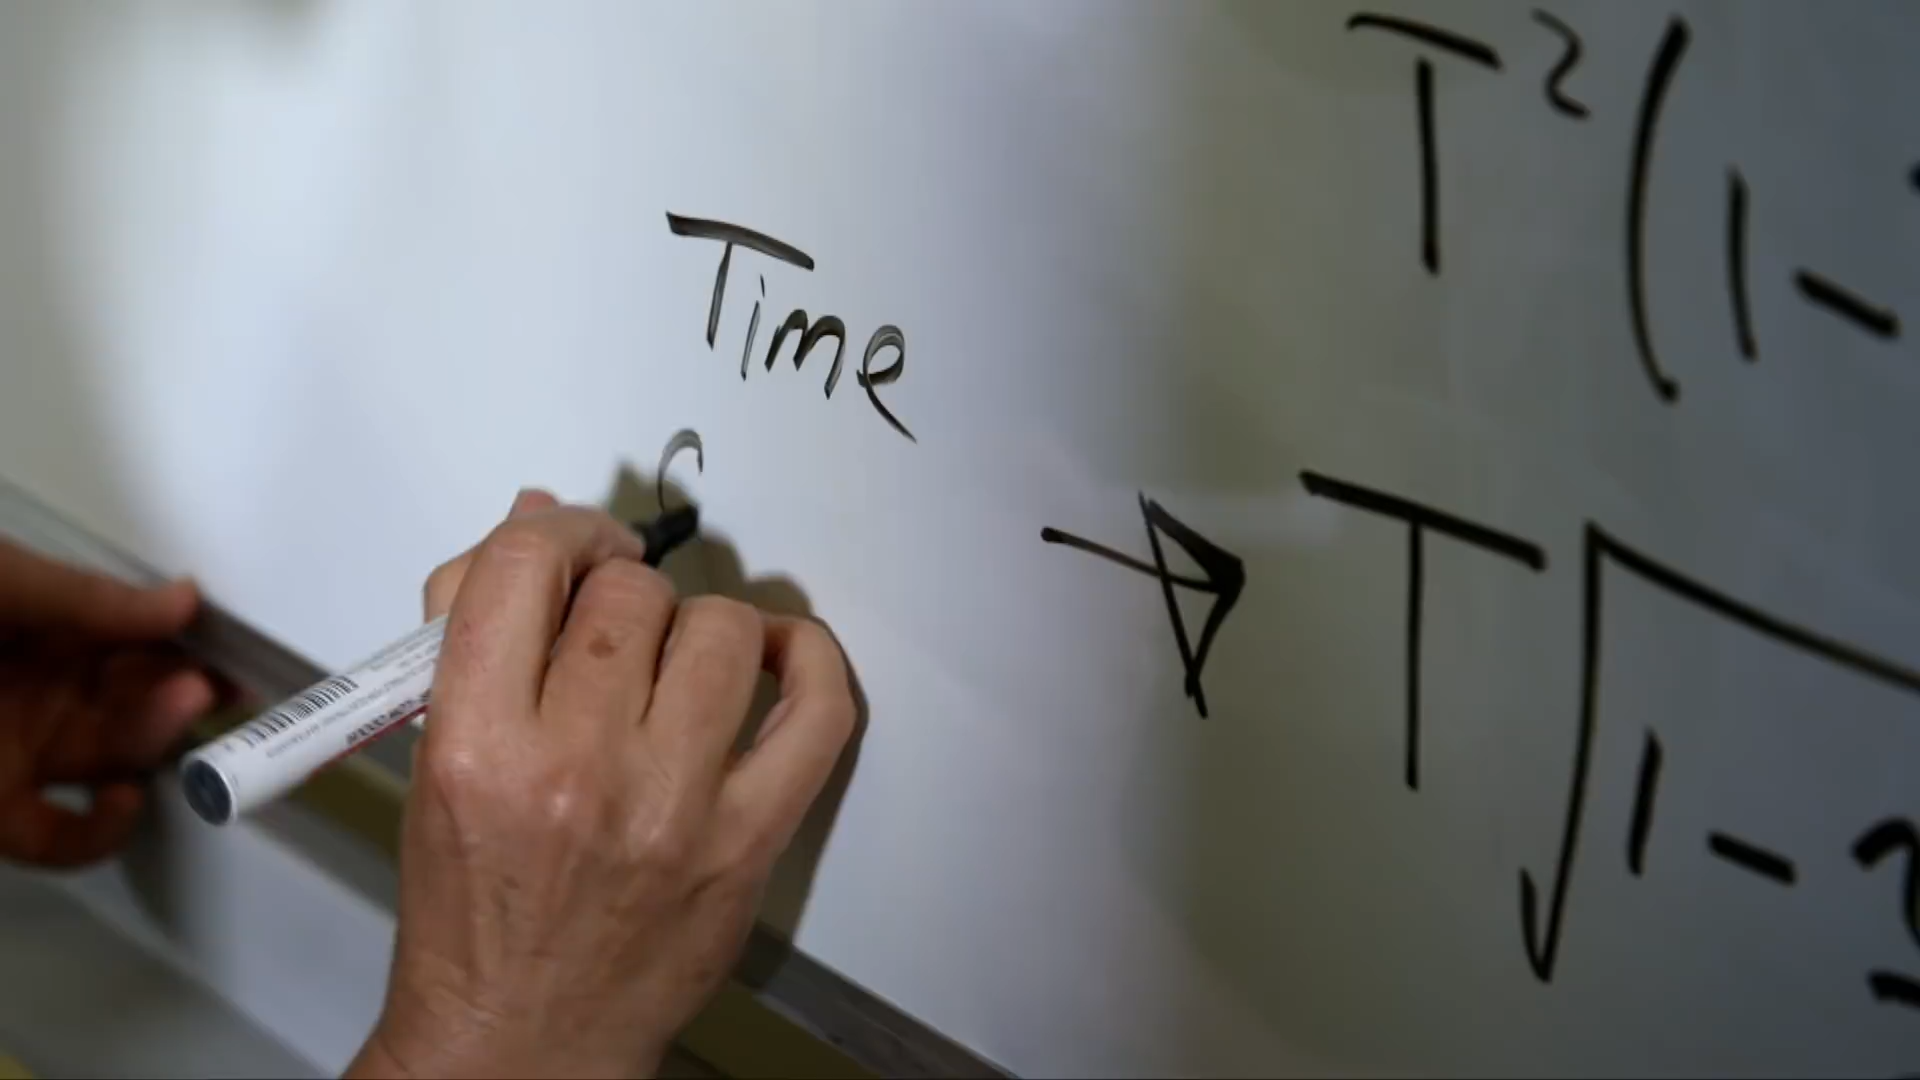 Time
T²(1-
→ T√1-